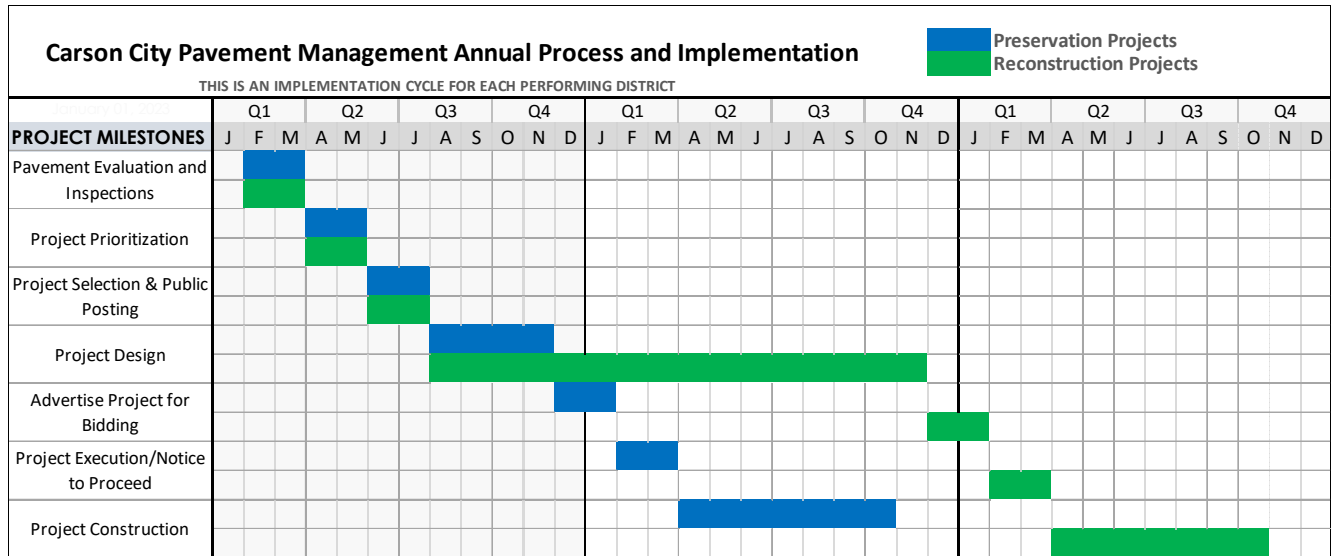 Carson City Pavement Management Annual Process and Implementation
Preservation Projects
Reconstruction Projects
THIS IS AN IMPLEMENTATION CYCLE FOR EACH PERFORMING DISTRICT
Q1 Q2 Q3 Q4 Q1 Q2 Q3 Q4 Q1 Q2 Q3 Q4
PROJECT MILESTONES J F M A M J J A S O N D J F M A M J J A S O N D J F M A M J J A S O N D
Pavement Evaluation and
Inspections
Project Prioritization
Project Selection & Public
Posting
Project Design
Advertise Project for
Bidding
Project Execution/Notice
to Proceed
Project Construction